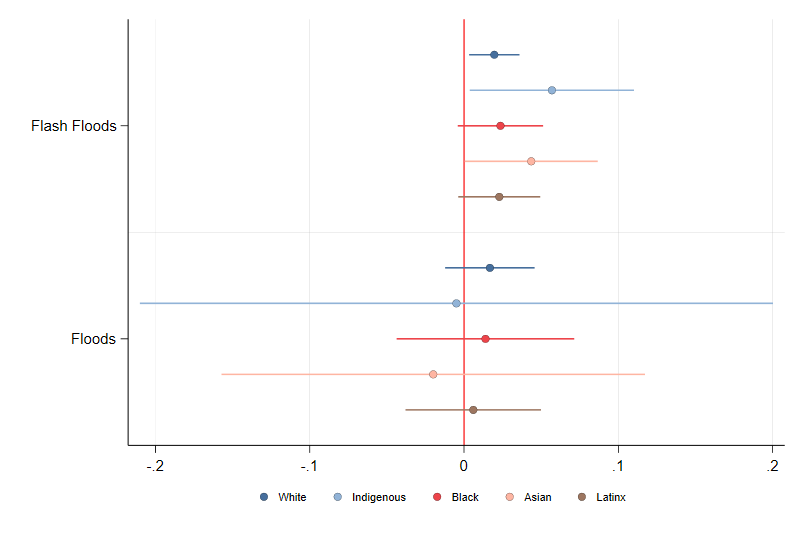 Flash Floods
Floods
-.2 -.1 0 .1 .2
White Indigenous Black Asian Latinx